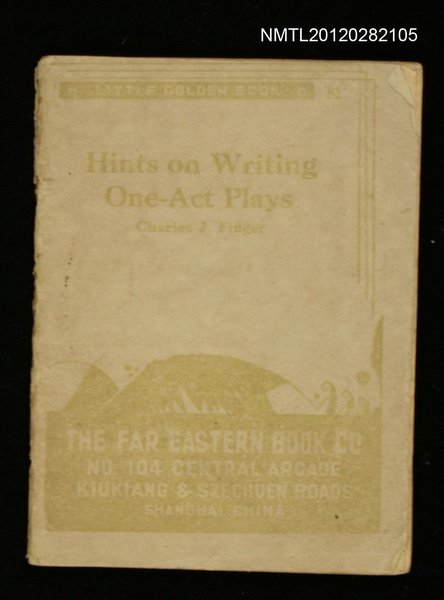 NMTL20120282105
LITTLE GOLDEN BOOK
81
Hints on Writing
One-Act Plays
Charles J. Finger
THE FAR EASTERN BOOK CO
NO 104 CENTRAL ARCADE
KIUKIANG & SZECHUEN ROADS
SHANGHAI CHINA